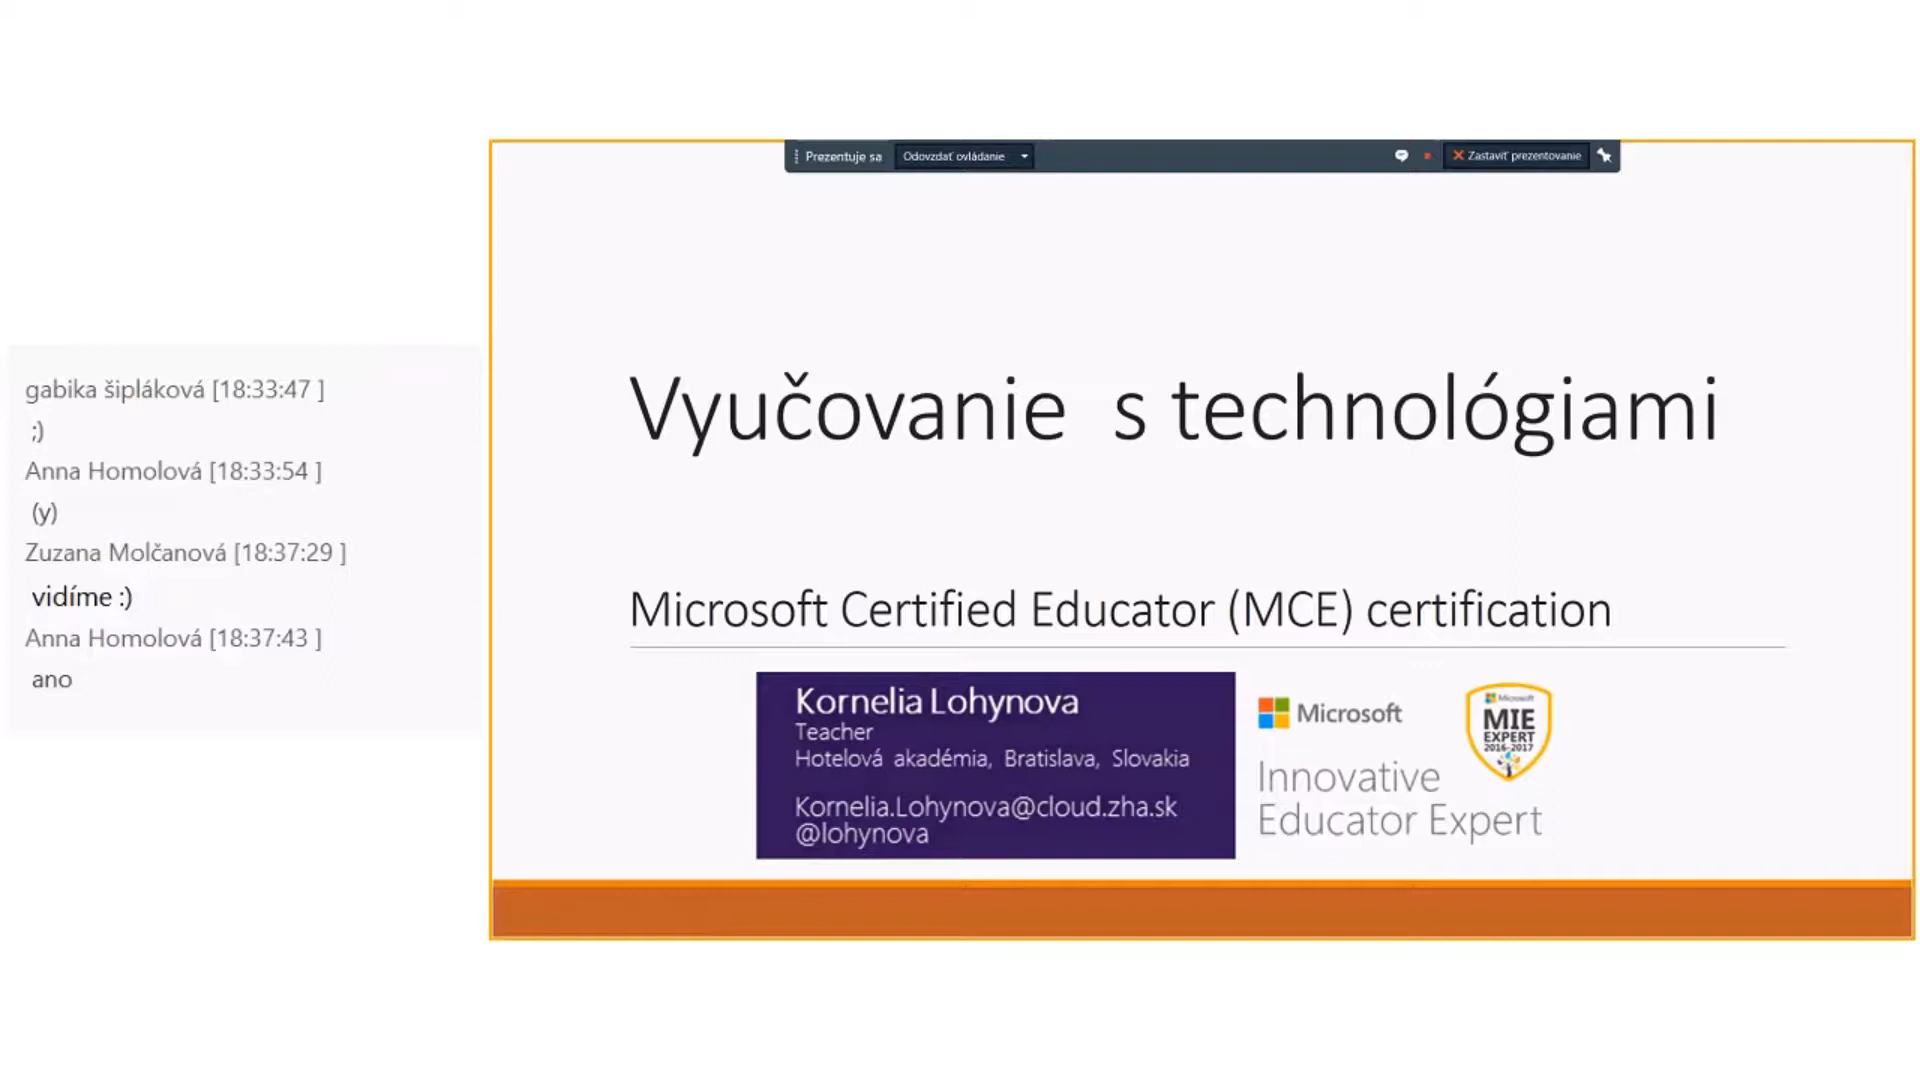 gabika šipláková [18:33:47 ]
;)
Anna Homolová [18:33:54 ]
(y)
Zuzana Molčanová [18:37:29 ]
vidíme :)
Anna Homolová [18:37:43 ]
ano
Prezentuje sa
Odovzdať ovládanie
Zastaviť prezentovanie
Vyučovanie s technológiami
Microsoft Certified Educator (MCE) certification
Kornelia Lohynova
Teacher
Hotelová akadémia, Bratislava, Slovakia
Kornelia.Lohynova@cloud.zha.sk
@lohynova
Microsoft
Innovative
Educator Expert
Microsoft
MIE
EXPERT
2016-2017